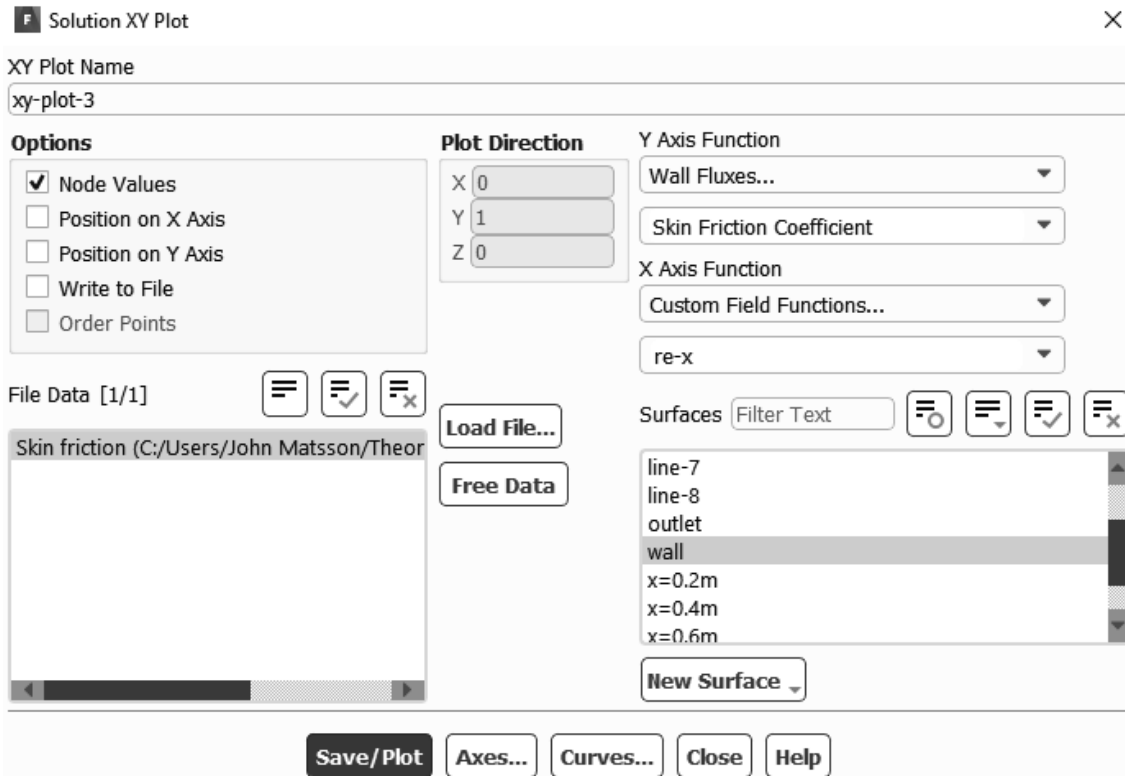 F Solution XY Plot
XY Plot Name
xy-plot-3
Options
Node Values
Position on X Axis
Position on Y Axis
Write to File
Order Points
Plot Direction
X 0
Y 1
Z 0
Y Axis Function
Wall Fluxes...
Skin Friction Coefficient
X Axis Function
Custom Field Functions...
re-x
File Data [1/1]
Skin friction (C:/Users/John Matsson/Theor
Load File...
Free Data
Surfaces Filter Text
line-7
line-8
outlet
wall
x=0.2m
x=0.4m
x=0.6m
New Surface
Save/Plot Axes... Curves... Close Help